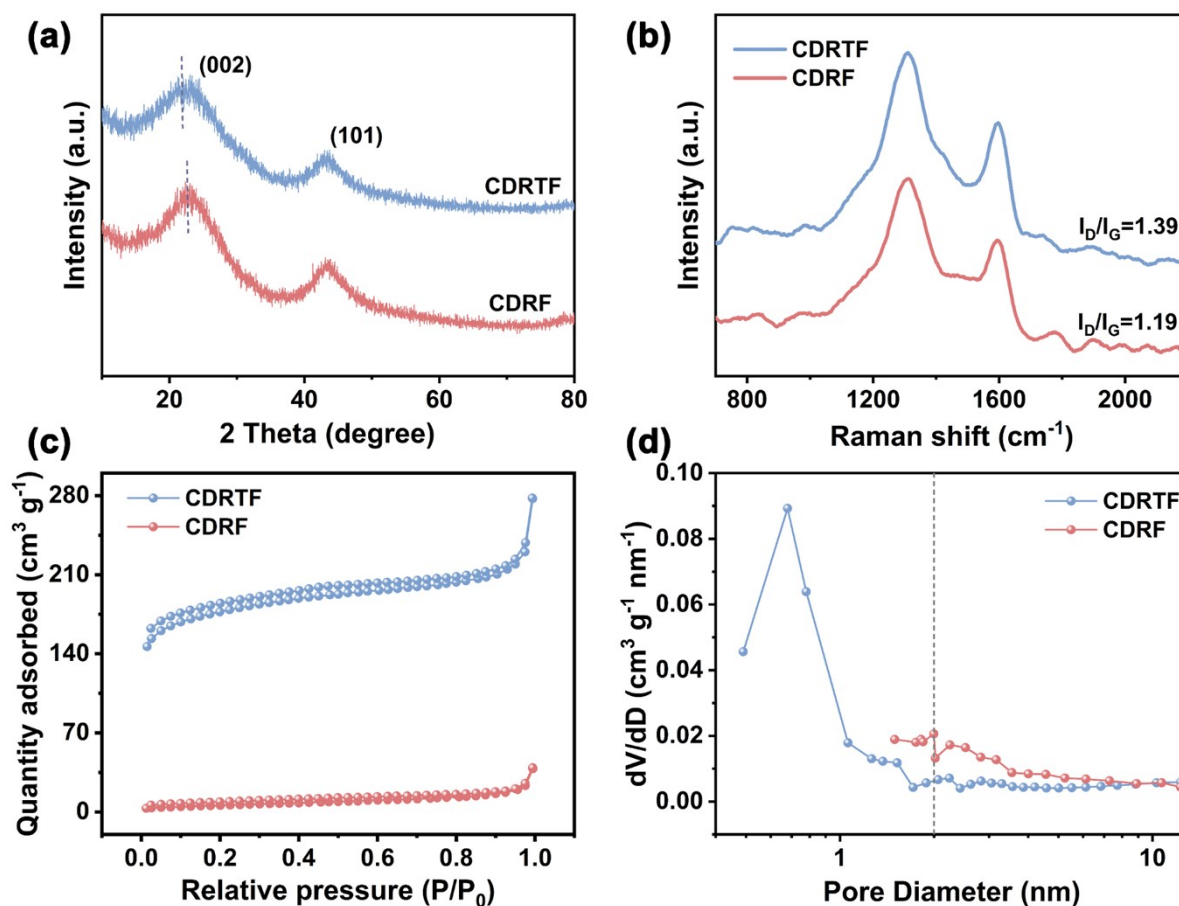 (a)
(002)
(101)
CDRTF
CDRF
Intensity (a.u.)
20
40
60
80
2 Theta (degree)
(b)
CDRTF
CDRF
I_D/I_G=1.39
I_D/I_G=1.19
Intensity (a.u.)
800
1200
1600
2000
Raman shift (cm⁻¹)
(c)
CDRTF
CDRF
280
210
140
70
0
Quantity adsorbed (cm³ g⁻¹)
0.0
0.2
0.4
0.6
0.8
1.0
Relative pressure (P/P₀)
(d)
CDRTF
CDRF
0.10
0.08
0.06
0.04
0.02
0.00
dV/dD (cm³ g⁻¹ nm⁻¹)
1
10
Pore Diameter (nm)